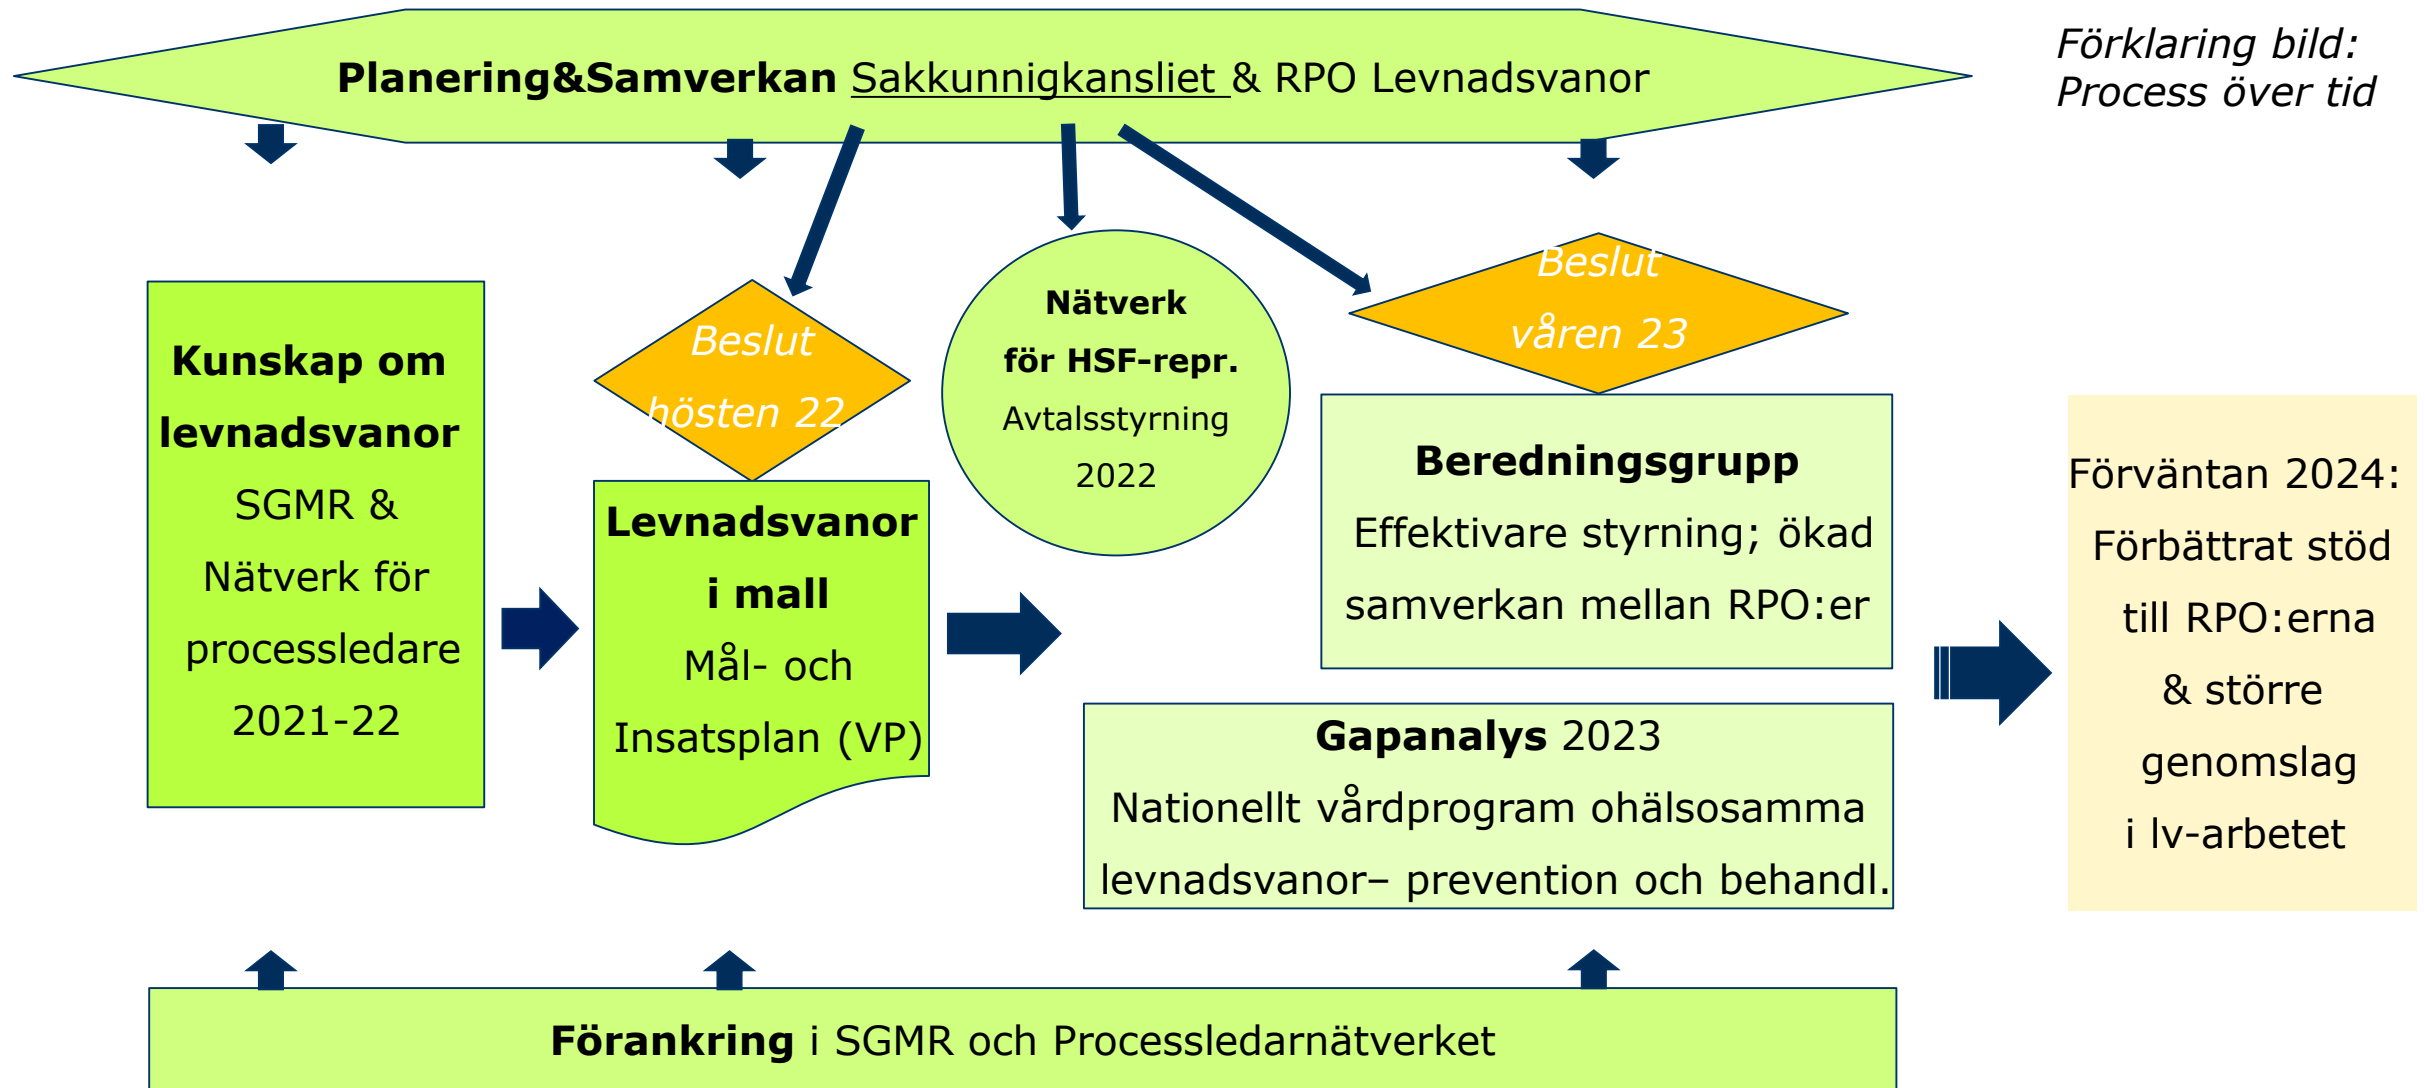 Planering&Samverkan Sakkunnigkansliet & RPO Levnadsvanor
Förklaring bild:
Process över tid
Kunskap om
levnadsvanor
SGMR &
Nätverk för
processledare
2021-22
Beslut
hösten 22
Levnadsvanor
i mall
Mål- och
Insatsplan (VP)
Nätverk
för HSF-repr.
Avtalsstyrning
2022
Beslut
våren 23
Beredningsgrupp
Effektivare styrning; ökad
samverkan mellan RPO:er
Gapanalys 2023
Nationellt vårdprogram ohälsosamma
levnadsvanor– prevention och behandl.
Förväntan 2024:
Förbättrat stöd
till RPO:erna
& större
genomslag
i lv-arbetet
Förankring i SGMR och Processledarnätverket